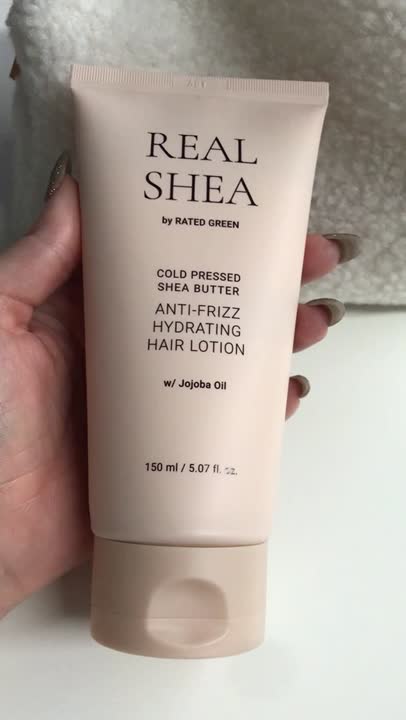 REAL
SHEA
by RATED GREEN
COLD PRESSED
SHEA BUTTER
ANTI-FRIZZ
HYDRATING
HAIR LOTION
w/ Jojoba Oil
150 ml / 5.07 fl. oz.